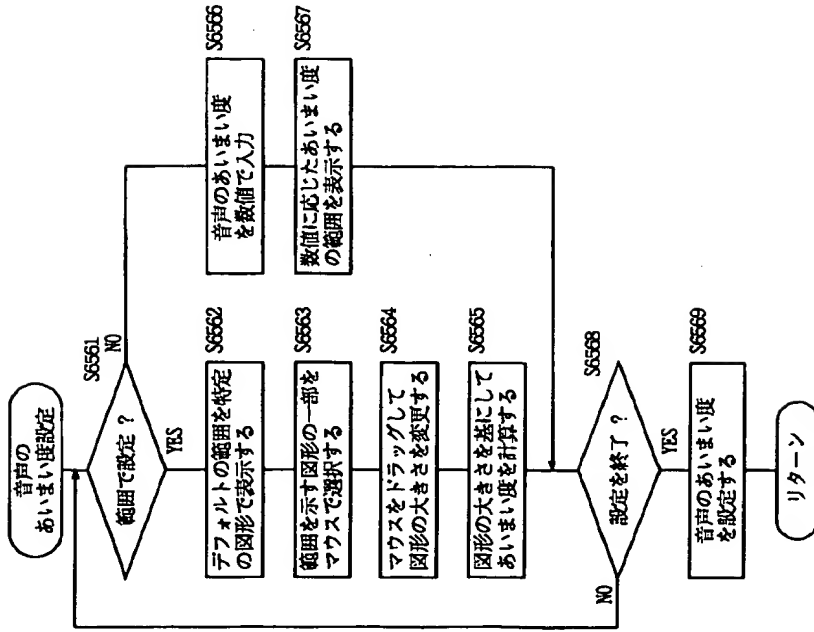 音声の
あいまい度設定
S6561
範囲で設定？
NO
YES
S6562
デフォルトの範囲を特定
の図形で表示する
S6563
範囲を示す図形の一部を
マウスで選択する
S6564
マウスをドラッグして
図形の大きさを変更する
S6565
図形の大きさを基にして
あいまい度を計算する
S6566
音声のあいまい度
を数値で入力
S6567
数値に応じたあいまい度
の範囲を表示する
S6568
設定を終了？
NO
YES
S6569
音声のあいまい度
を設定する
リターン